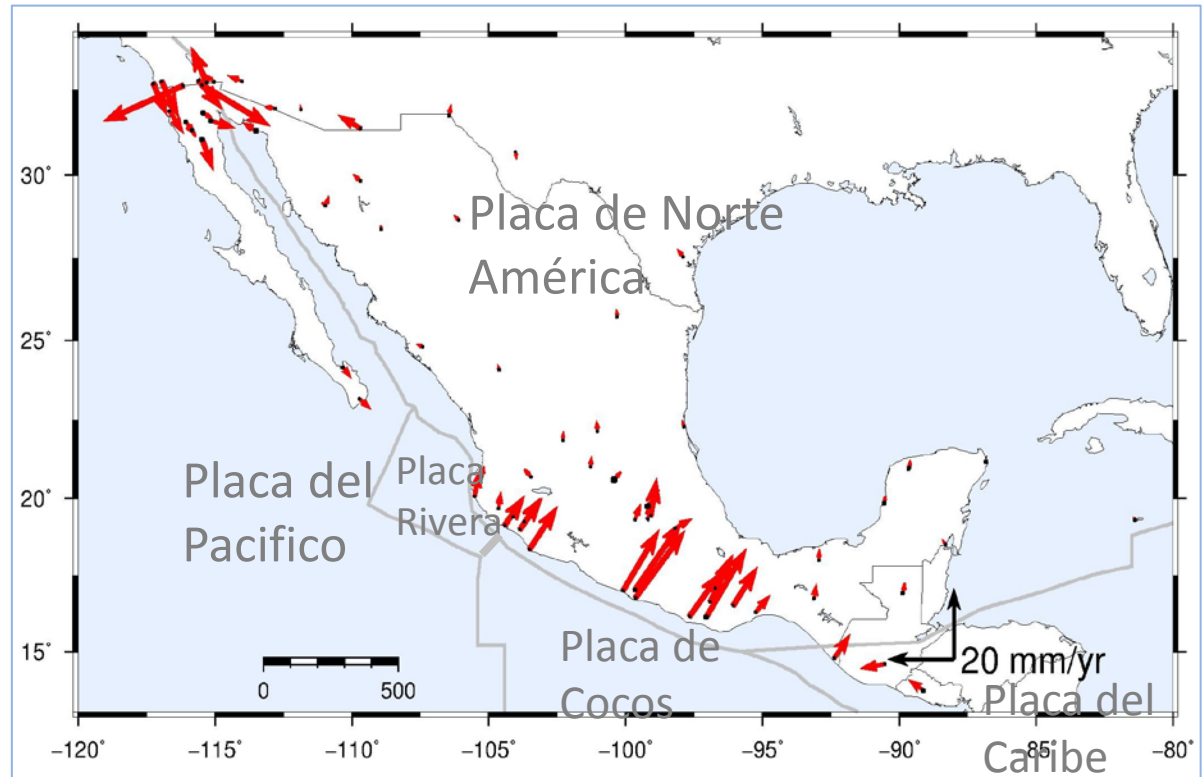 30°
25°
20°
15°
Placa de Norte
América
Placa del
Pacifico
Placa
Rivera
Placa de
Cocos
20 mm/yr
Placa del
Caribe
0 500
−120° −115° −110° −105° −100° −95° −90° −85° −80°